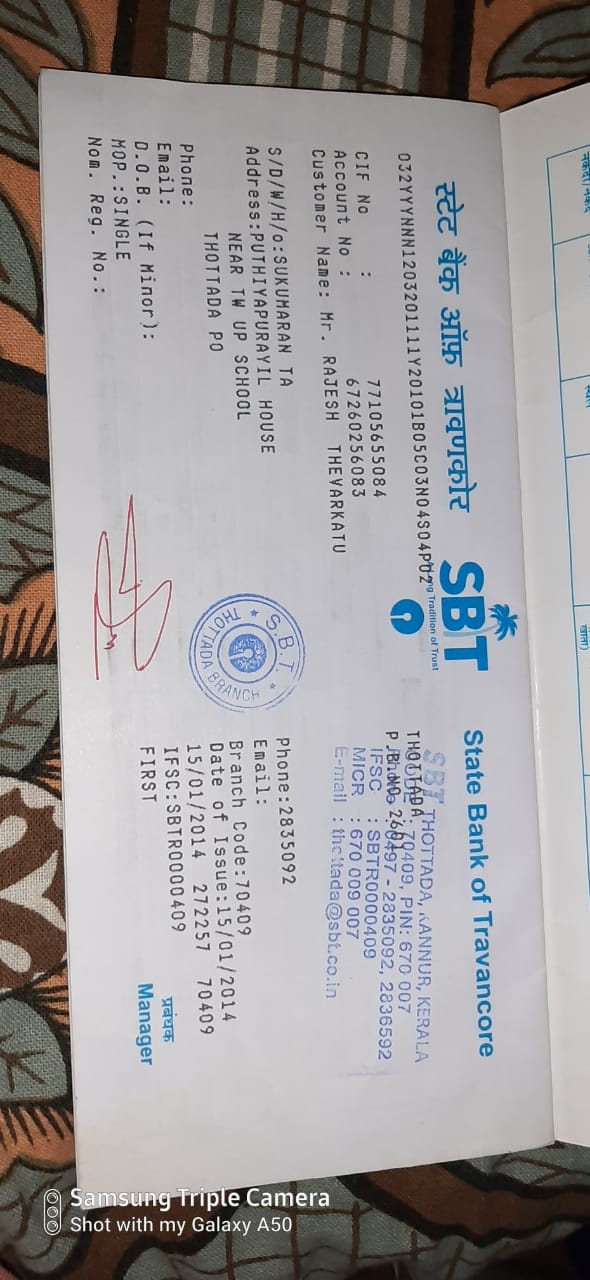 स्टेट बैंक ऑफ़ त्रावणकोर
SBT
State Bank of Travancore
Tradition of Trust
032YYYNNN1203201111Y20101B05C03N04S04P02
CIF No : 77105655084
Account No : 67260256083
Customer Name: Mr. RAJESH THEVARKATU
S/D/W/H/o:SUKUMARAN TA
Address:PUTHIYAPURAYIL HOUSE
NEAR TW UP SCHOOL
THOTTADA PO
Phone:
Email:
D.O.B. (If Minor):
MOP.:SINGLE
Nom. Reg. No.:
SBT THOTTADA, KANNUR, KERALA
CODE : 70409, PIN: 670 007
Phone : 0497 - 2835092, 2836592
IFSC : SBTR0000409
MICR : 670 009 007
E-mail : thottada@sbt.co.in
THOTTADA
P.B.NO.2601
S.B.T.
THOTTADA BRANCH
Phone:2835092
Email:
Branch Code:70409
Date of Issue:15/01/2014
15/01/2014 272257 70409
IFSC:SBTR0000409
FIRST
प्रबंधक
Manager
Samsung Triple Camera
Shot with my Galaxy A50